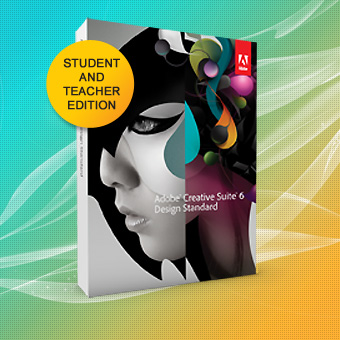 STUDENT
AND
TEACHER
EDITION
Adobe
Adobe® Creative Suite® 6
Design Standard